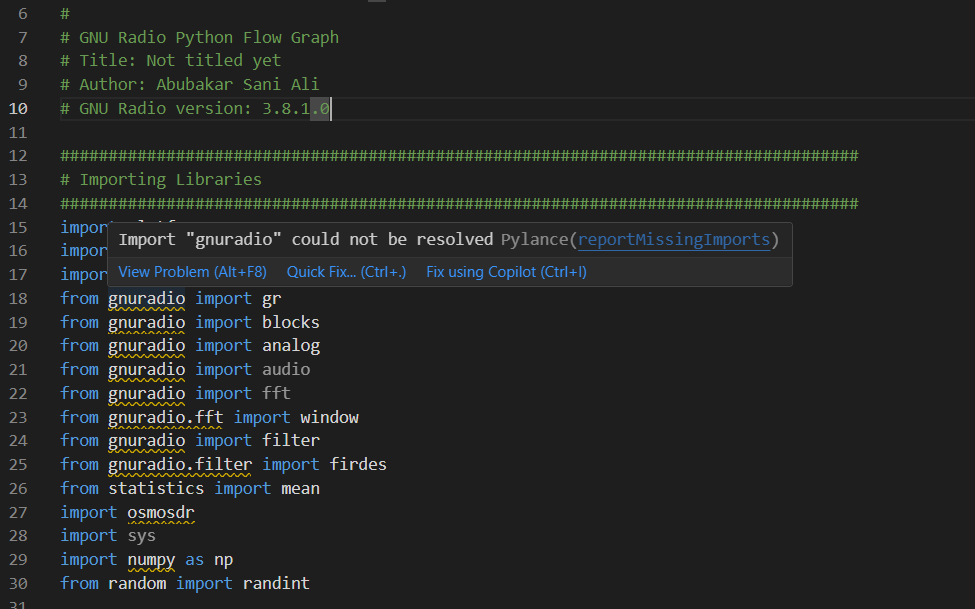 6 #
7 # GNU Radio Python Flow Graph
8 # Title: Not titled yet
9 # Author: Abubakar Sani Ali
10 # GNU Radio version: 3.8.1.0
11
12 ###################################################################################
13 # Importing Libraries
14 ###################################################################################
15 impor
Import "gnuradio" could not be resolved Pylance(reportMissingImports)
16 impor
17 impor
View Problem (Alt+F8) Quick Fix... (Ctrl+.) Fix using Copilot (Ctrl+I)
18 from gnuradio import gr
19 from gnuradio import blocks
20 from gnuradio import analog
21 from gnuradio import audio
22 from gnuradio import fft
23 from gnuradio.fft import window
24 from gnuradio import filter
25 from gnuradio.filter import firdes
26 from statistics import mean
27 import osmosdr
28 import sys
29 import numpy as np
30 from random import randint
31